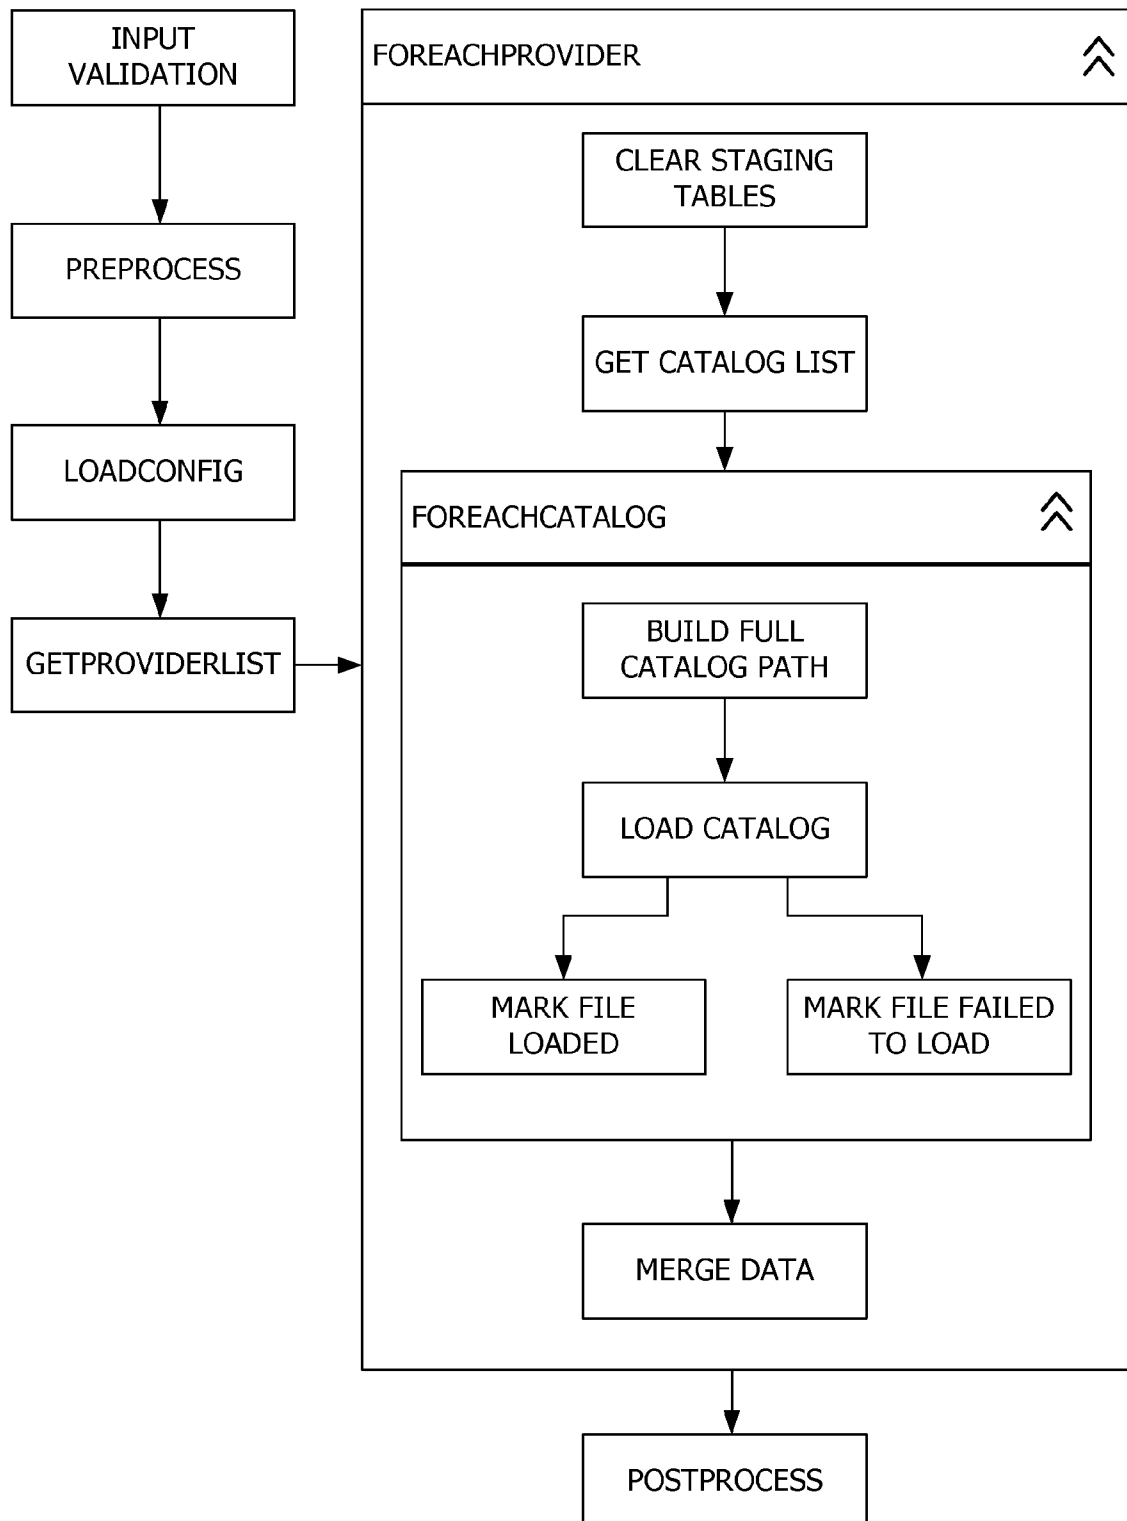 INPUT
VALIDATION
PREPROCESS
LOADCONFIG
GETPROVIDERLIST
FOREACHPROVIDER
CLEAR STAGING
TABLES
GET CATALOG LIST
FOREACHCATALOG
BUILD FULL
CATALOG PATH
LOAD CATALOG
MARK FILE
LOADED
MARK FILE FAILED
TO LOAD
MERGE DATA
POSTPROCESS